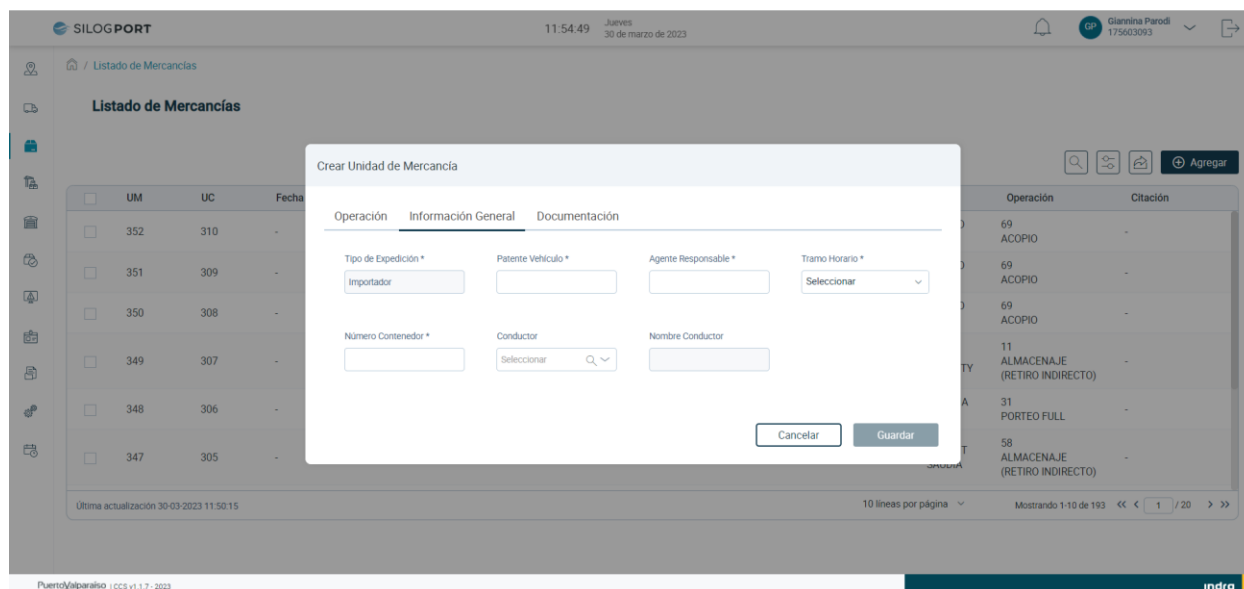 SILOGPORT
11:54:49
Jueves
30 de marzo de 2023
GP
Giannina Parodi
175603093
/ Listado de Mercancías
Listado de Mercancías
Agregar
Crear Unidad de Mercancía
Operación Información General Documentación
Tipo de Expedición * Patente Vehículo * Agente Responsable * Tramo Horario *
Importador Seleccionar
Número Contenedor * Conductor Nombre Conductor
Seleccionar
Cancelar Guardar
UM UC Fecha Operación Citación
352 310 - 69 -
ACOPIO
351 309 - 69 -
ACOPIO
350 308 - 69 -
ACOPIO
349 307 - TY 11 -
ALMACENAJE
(RETIRO INDIRECTO)
348 306 - A 31 -
PORTEO FULL
347 305 - T 58 -
SAUDIA ALMACENAJE
(RETIRO INDIRECTO)
Última actualización 30-03-2023 11:50:15 10 líneas por página Mostrando 1-10 de 193 1 / 20
PuertoValparaíso | CCS v1.1.7 - 2023
indra